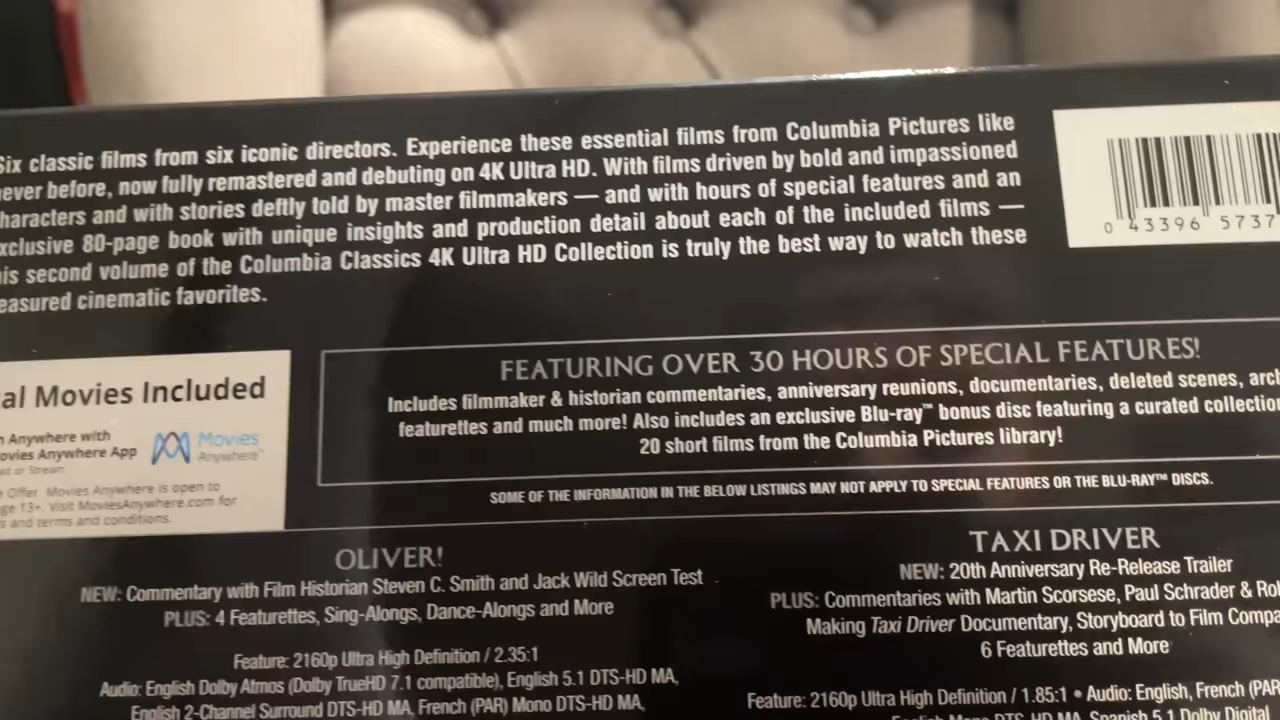 Six classic films from six iconic directors. Experience these essential films from Columbia Pictures like
never before, now fully remastered and debuting on 4K Ultra HD. With films driven by bold and impassioned
haracters and with stories deftly told by master filmmakers — and with hours of special features and an
xclusive 80-page book with unique insights and production detail about each of the included films —
is second volume of the Columbia Classics 4K Ultra HD Collection is truly the best way to watch these
easured cinematic favorites.
0 43396 5737
al Movies Included
n Anywhere with
ovies Anywhere App
ad or Stream
Movies
Anywhere™
e Offer. Movies Anywhere is open to
ge 13+. Visit MoviesAnywhere.com for
s and terms and conditions.
FEATURING OVER 30 HOURS OF SPECIAL FEATURES!
Includes filmmaker & historian commentaries, anniversary reunions, documentaries, deleted scenes, arch
featurettes and much more! Also includes an exclusive Blu-ray™ bonus disc featuring a curated collection
20 short films from the Columbia Pictures library!
SOME OF THE INFORMATION IN THE BELOW LISTINGS MAY NOT APPLY TO SPECIAL FEATURES OR THE BLU-RAY™ DISCS.
OLIVER!
NEW: Commentary with Film Historian Steven C. Smith and Jack Wild Screen Test
PLUS: 4 Featurettes, Sing-Alongs, Dance-Alongs and More
Feature: 2160p Ultra High Definition / 2.35:1
Audio: English Dolby Atmos (Dolby TrueHD 7.1 compatible), English 5.1 DTS-HD MA,
English 2-Channel Surround DTS-HD MA, French (PAR) Mono DTS-HD MA,
TAXI DRIVER
NEW: 20th Anniversary Re-Release Trailer
PLUS: Commentaries with Martin Scorsese, Paul Schrader & Ro
Making Taxi Driver Documentary, Storyboard to Film Compa
6 Featurettes and More
Feature: 2160p Ultra High Definition / 1.85:1 • Audio: English, French (PAR
English Mono DTS-HD MA, Spanish 5.1 Dolby Digital